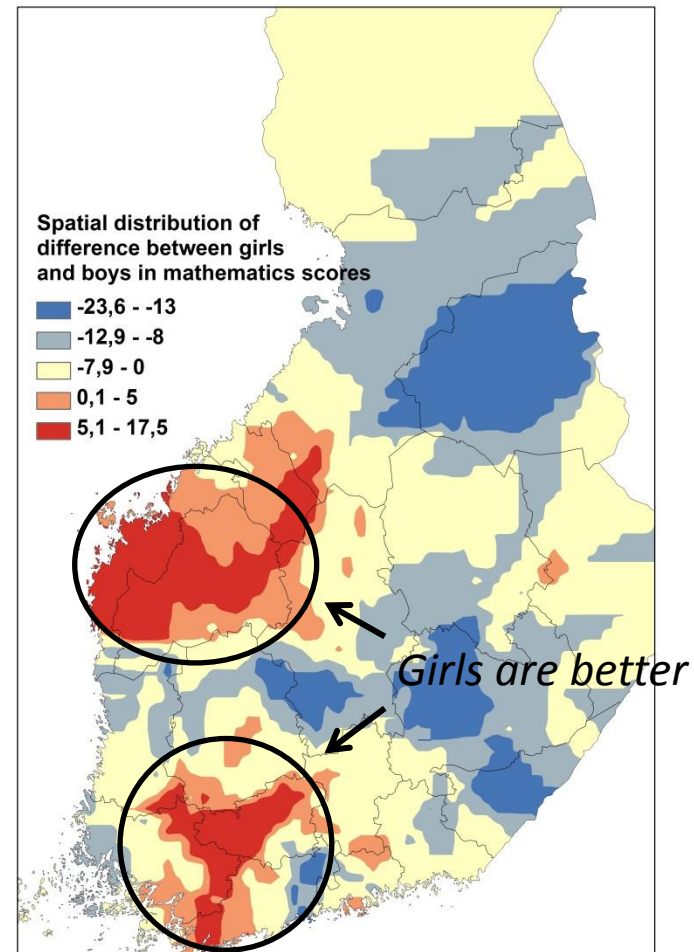 Spatial distribution of
difference between girls
and boys in mathematics scores
-23,6 - -13
-12,9 - -8
-7,9 - 0
0,1 - 5
5,1 - 17,5
Girls are better